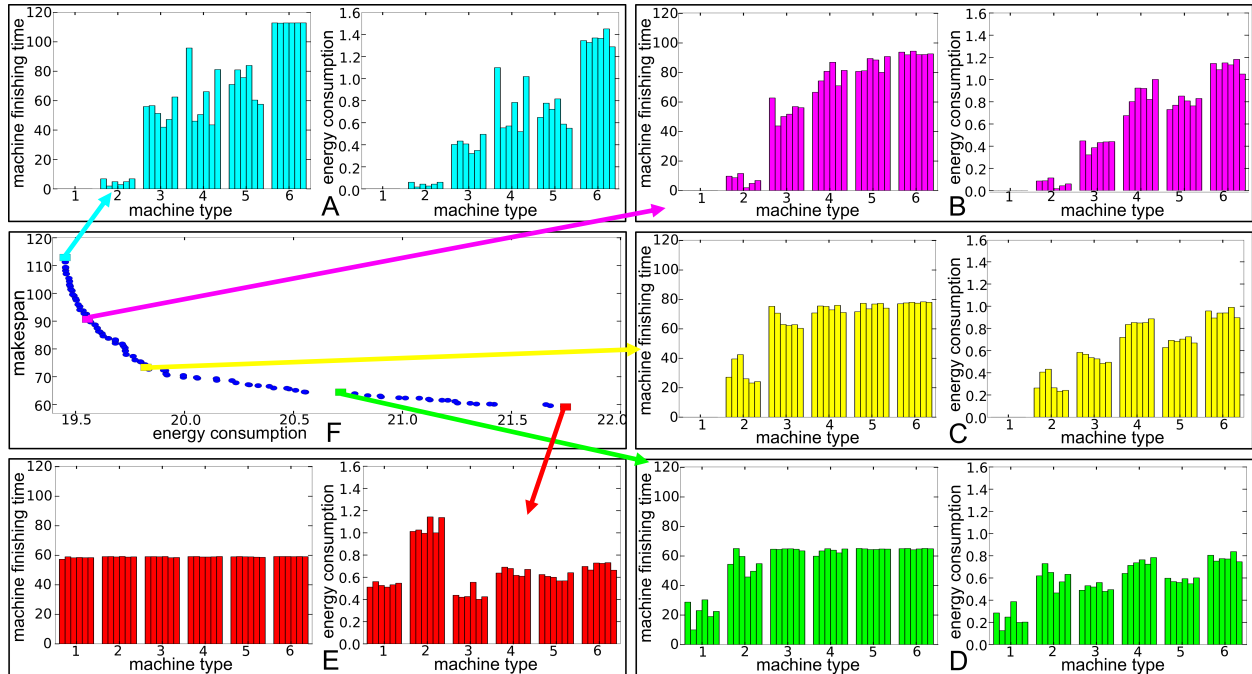 machine finishing time
120
100
80
60
40
20
0
1 2 3 4 5 6
machine type
energy consumption
1.6
1.4
1.2
1.0
0.8
0.6
0.4
0.2
0.0
1 2 3 4 5 6
machine type
A
machine finishing time
120
100
80
60
40
20
0
1 2 3 4 5 6
machine type
energy consumption
1.6
1.4
1.2
1.0
0.8
0.6
0.4
0.2
0.0
1 2 3 4 5 6
machine type
B
makespan
120
110
100
90
80
70
60
19.5 20.0 20.5 21.0 21.5 22.0
energy consumption
F
machine finishing time
120
100
80
60
40
20
0
1 2 3 4 5 6
machine type
energy consumption
1.6
1.4
1.2
1.0
0.8
0.6
0.4
0.2
0.0
1 2 3 4 5 6
machine type
C
machine finishing time
120
100
80
60
40
20
0
1 2 3 4 5 6
machine type
energy consumption
1.6
1.4
1.2
1.0
0.8
0.6
0.4
0.2
0.0
1 2 3 4 5 6
machine type
E
machine finishing time
120
100
80
60
40
20
0
1 2 3 4 5 6
machine type
energy consumption
1.6
1.4
1.2
1.0
0.8
0.6
0.4
0.2
0.0
1 2 3 4 5 6
machine type
D